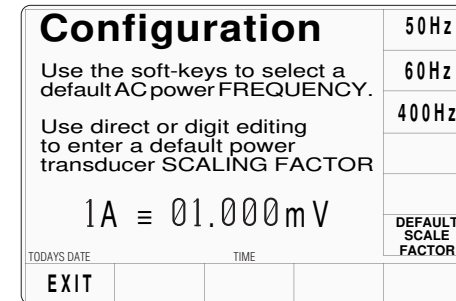 Configuration
Use the soft-keys to select a
default AC power FREQUENCY.
Use direct or digit editing
to enter a default power
transducer SCALING FACTOR
1A ≡ 01.000mV
TODAYS DATE TIME
EXIT
50Hz
60Hz
400Hz
DEFAULT
SCALE
FACTOR